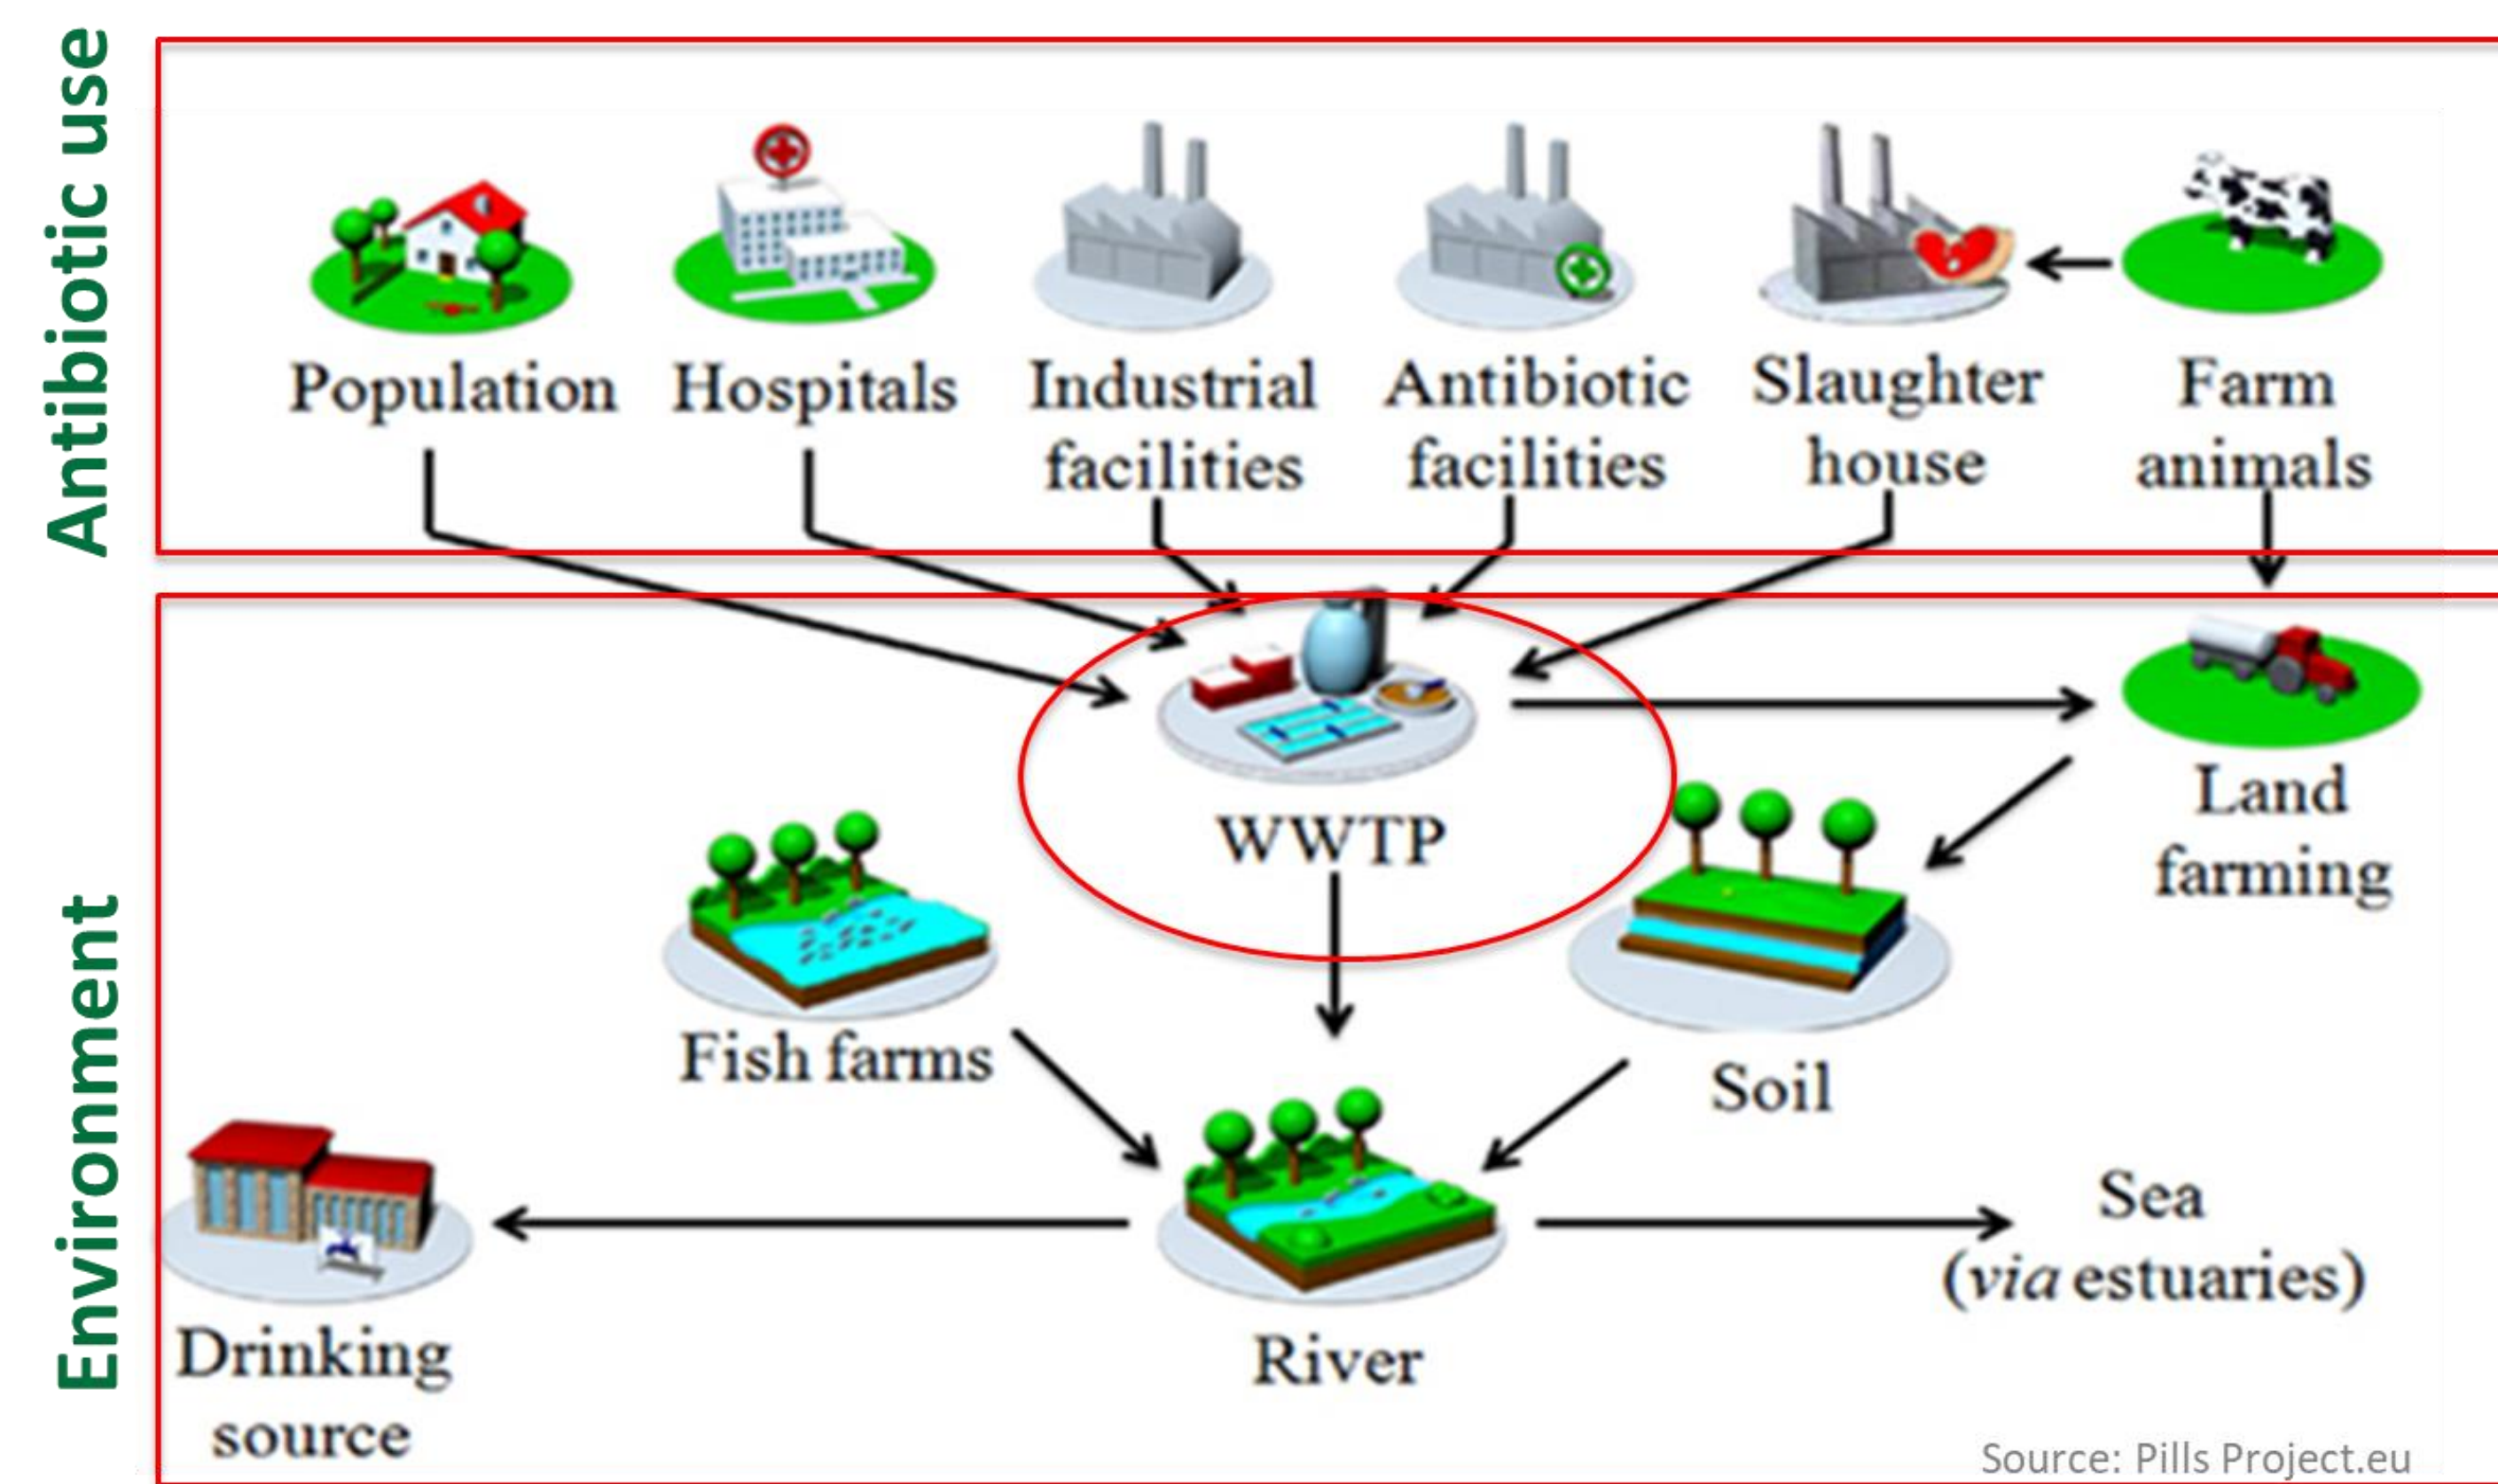 Antibiotic use
Population
Hospitals
Industrial
facilities
Antibiotic
facilities
Slaughter
house
Farm
animals
Environment
WWTP
Land
farming
Fish farms
Soil
Drinking
source
River
Sea
(via estuaries)
Source: Pills Project.eu